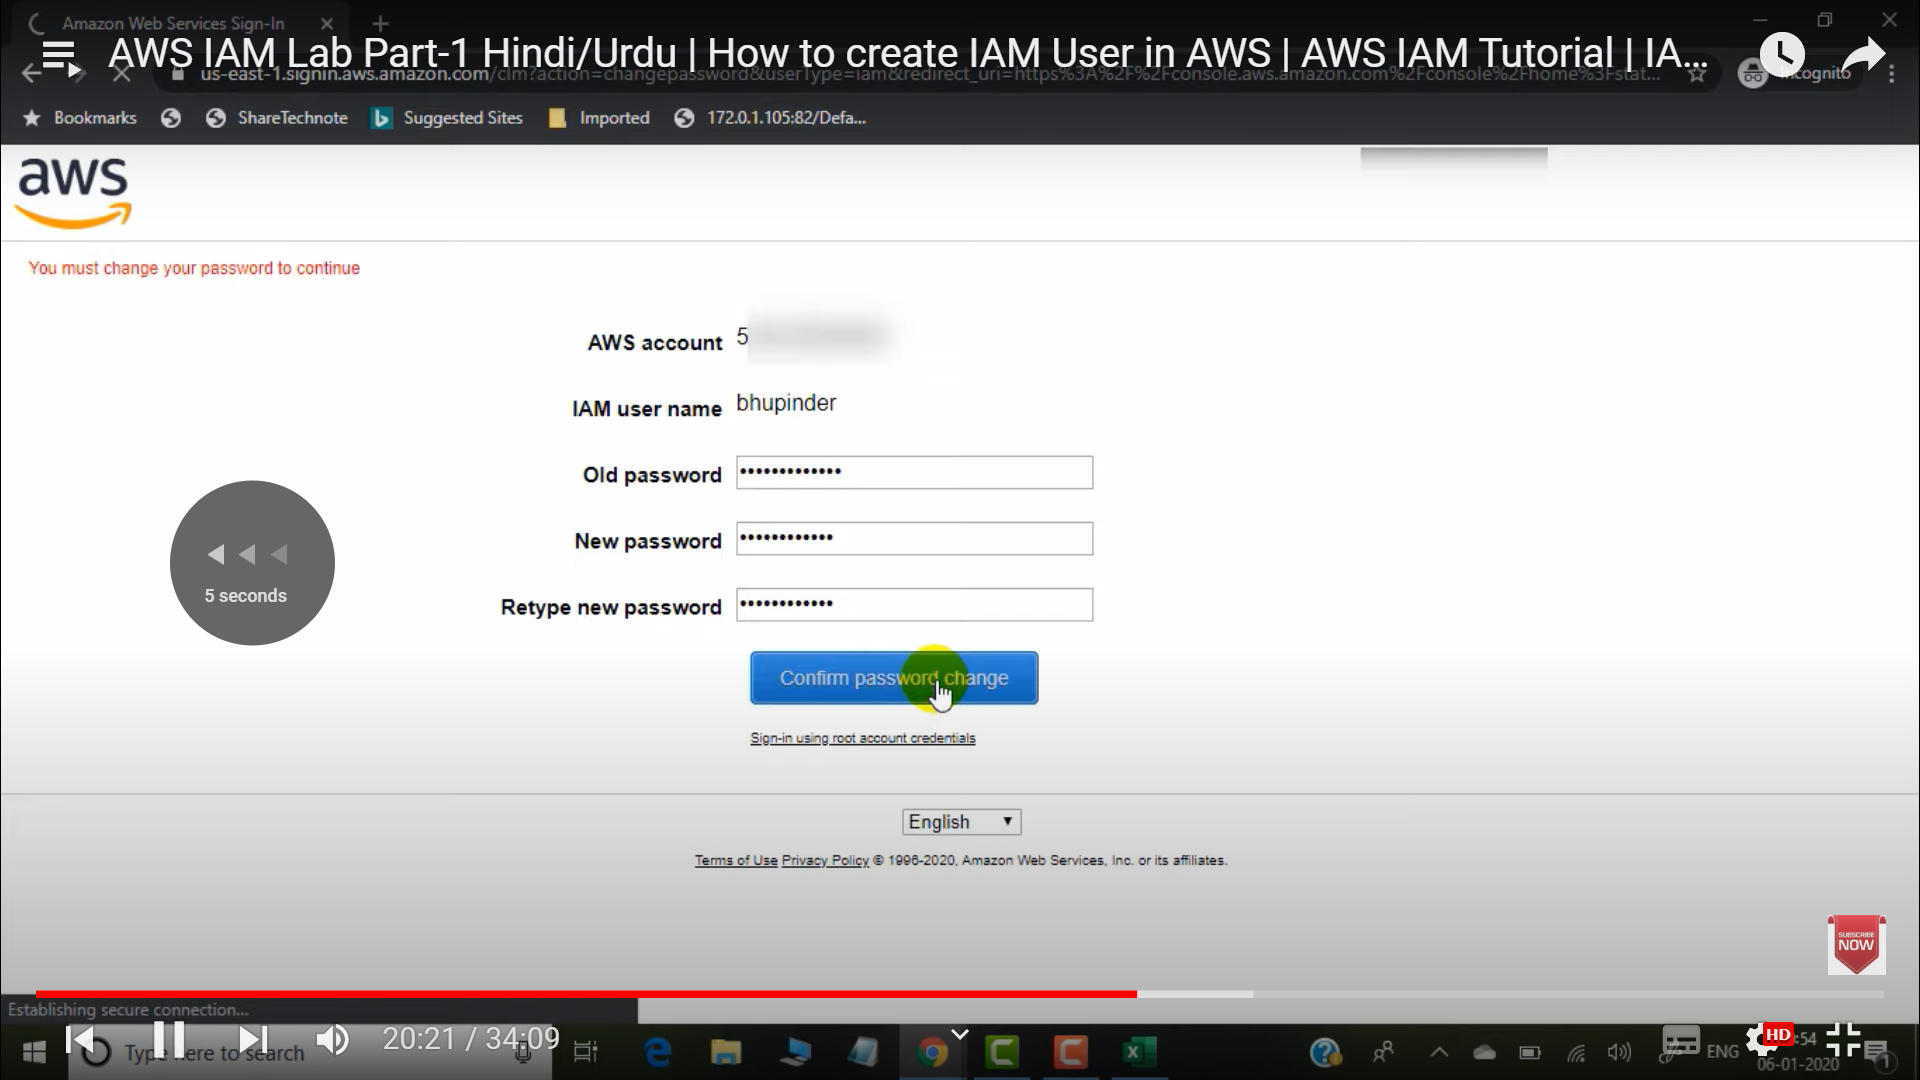 Amazon Web Services Sign-In
AWS IAM Lab Part-1 Hindi/Urdu | How to create IAM User in AWS | AWS IAM Tutorial | IA...
us-east-1.signin.aws.amazon.com/clm?action=changepassword&userType=iam&redirect_uri=https%3A%2F%2Fconsole.aws.amazon.com%2Fconsole%2Fhome%3Fstat...
Incognito
Bookmarks ShareTechnote Suggested Sites Imported 172.0.1.105:82/Defa...
aws
You must change your password to continue
AWS account 5
IAM user name bhupinder
Old password •••••••••••••
New password ••••••••••••
5 seconds
Retype new password ••••••••••••
Confirm password change
Sign-in using root account credentials
English
Terms of Use Privacy Policy © 1996-2020, Amazon Web Services, Inc. or its affiliates.
SUBSCRIBE
NOW
Establishing secure connection...
Type here to search
20:21 / 34:09
ENG
HD
:54
06-01-2020
1